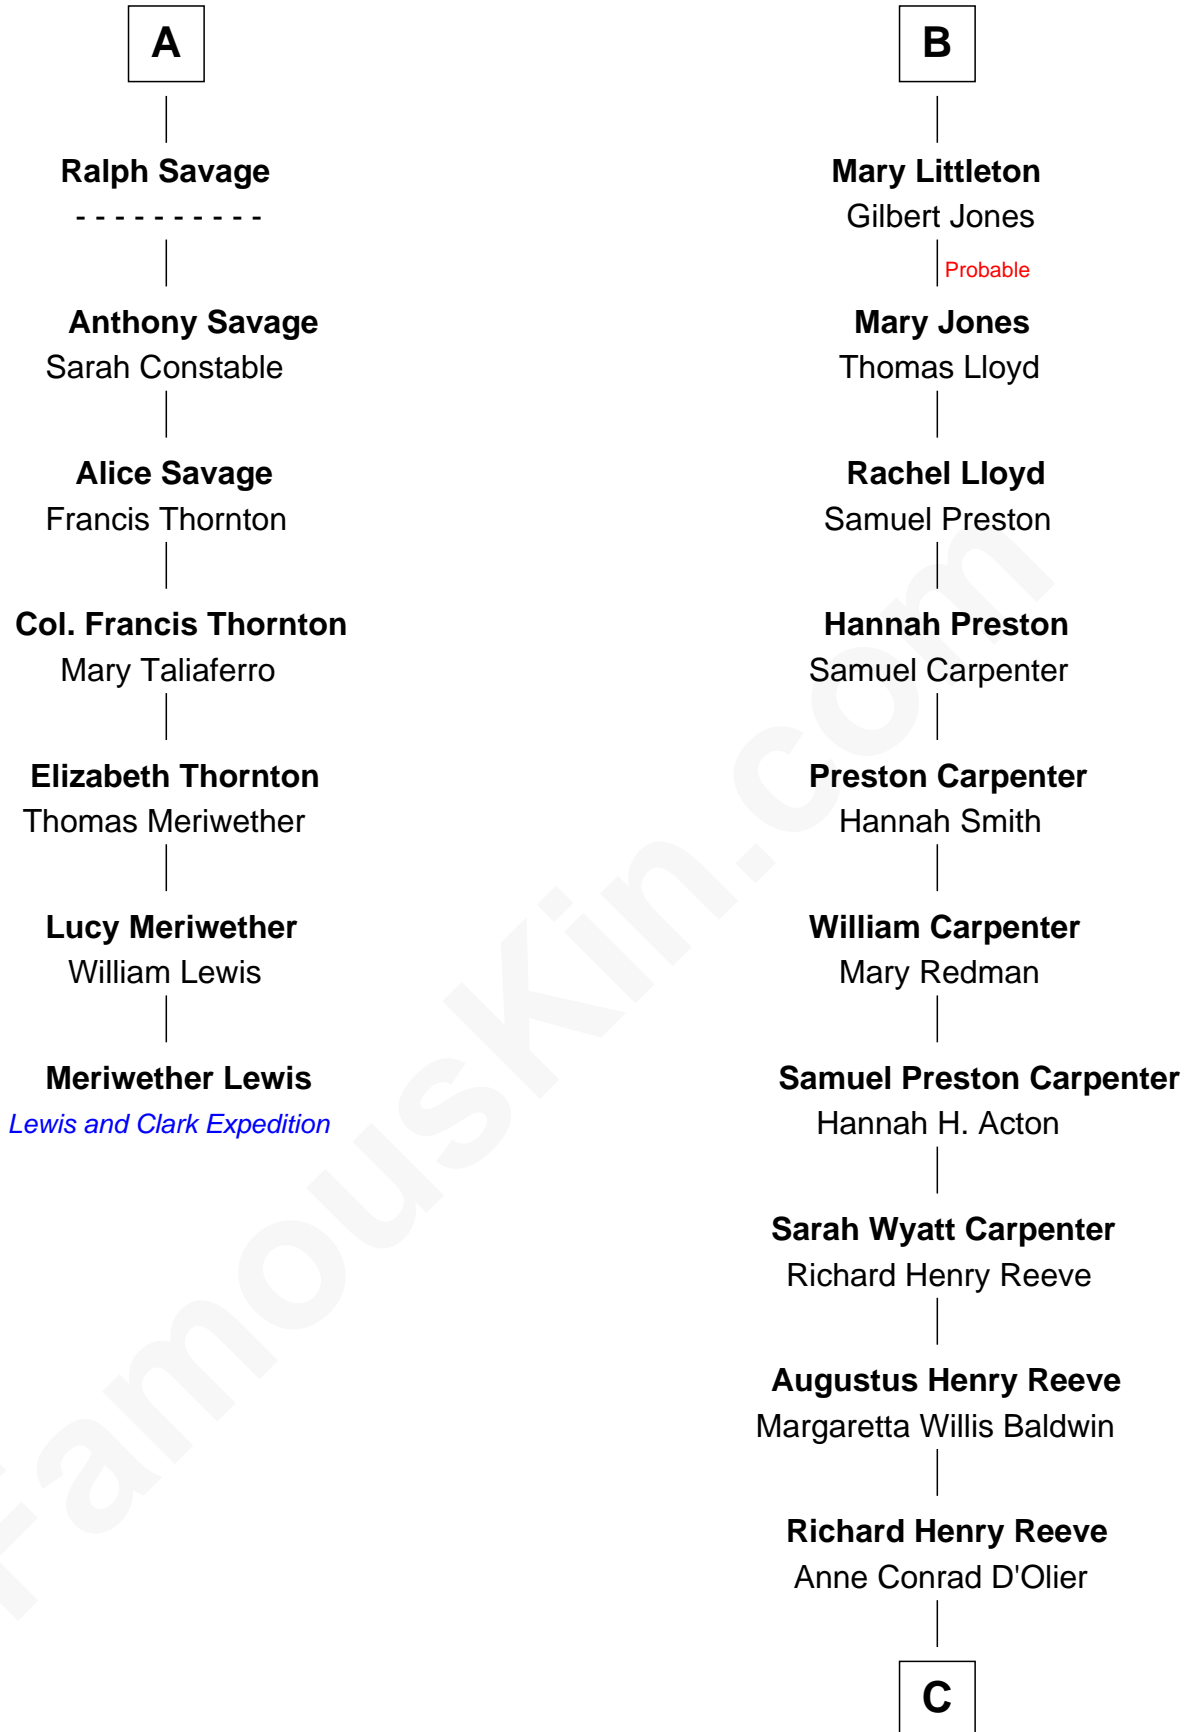 A
Ralph Savage
- - - - - - - - - -
Anthony Savage
Sarah Constable
Alice Savage
Francis Thornton
Col. Francis Thornton
Mary Taliaferro
Elizabeth Thornton
Thomas Meriwether
Lucy Meriwether
William Lewis
Meriwether Lewis
Lewis and Clark Expedition
B
Mary Littleton
Gilbert Jones
Probable
Mary Jones
Thomas Lloyd
Rachel Lloyd
Samuel Preston
Hannah Preston
Samuel Carpenter
Preston Carpenter
Hannah Smith
William Carpenter
Mary Redman
Samuel Preston Carpenter
Hannah H. Acton
Sarah Wyatt Carpenter
Richard Henry Reeve
Augustus Henry Reeve
Margaretta Willis Baldwin
Richard Henry Reeve
Anne Conrad D'Olier
C
FamousKin.com